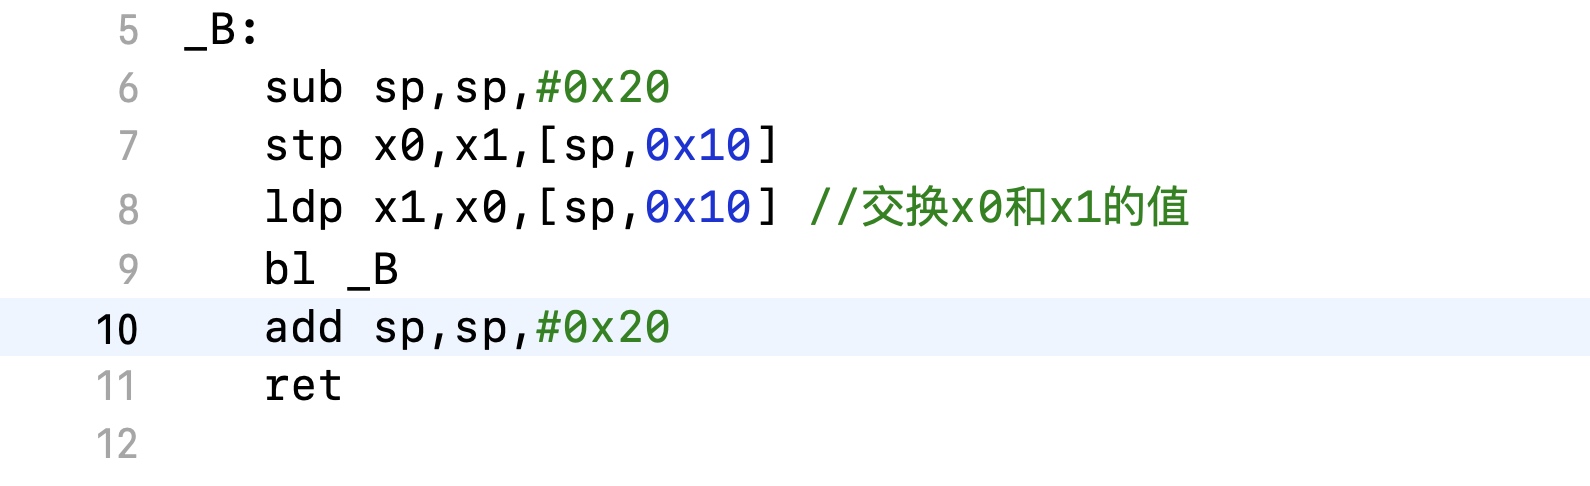 5 _B:
6 sub sp,sp,#0x20
7 stp x0,x1,[sp,0x10]
8 ldp x1,x0,[sp,0x10] //交换x0和x1的值
9 bl _B
10 add sp,sp,#0x20
11 ret
12